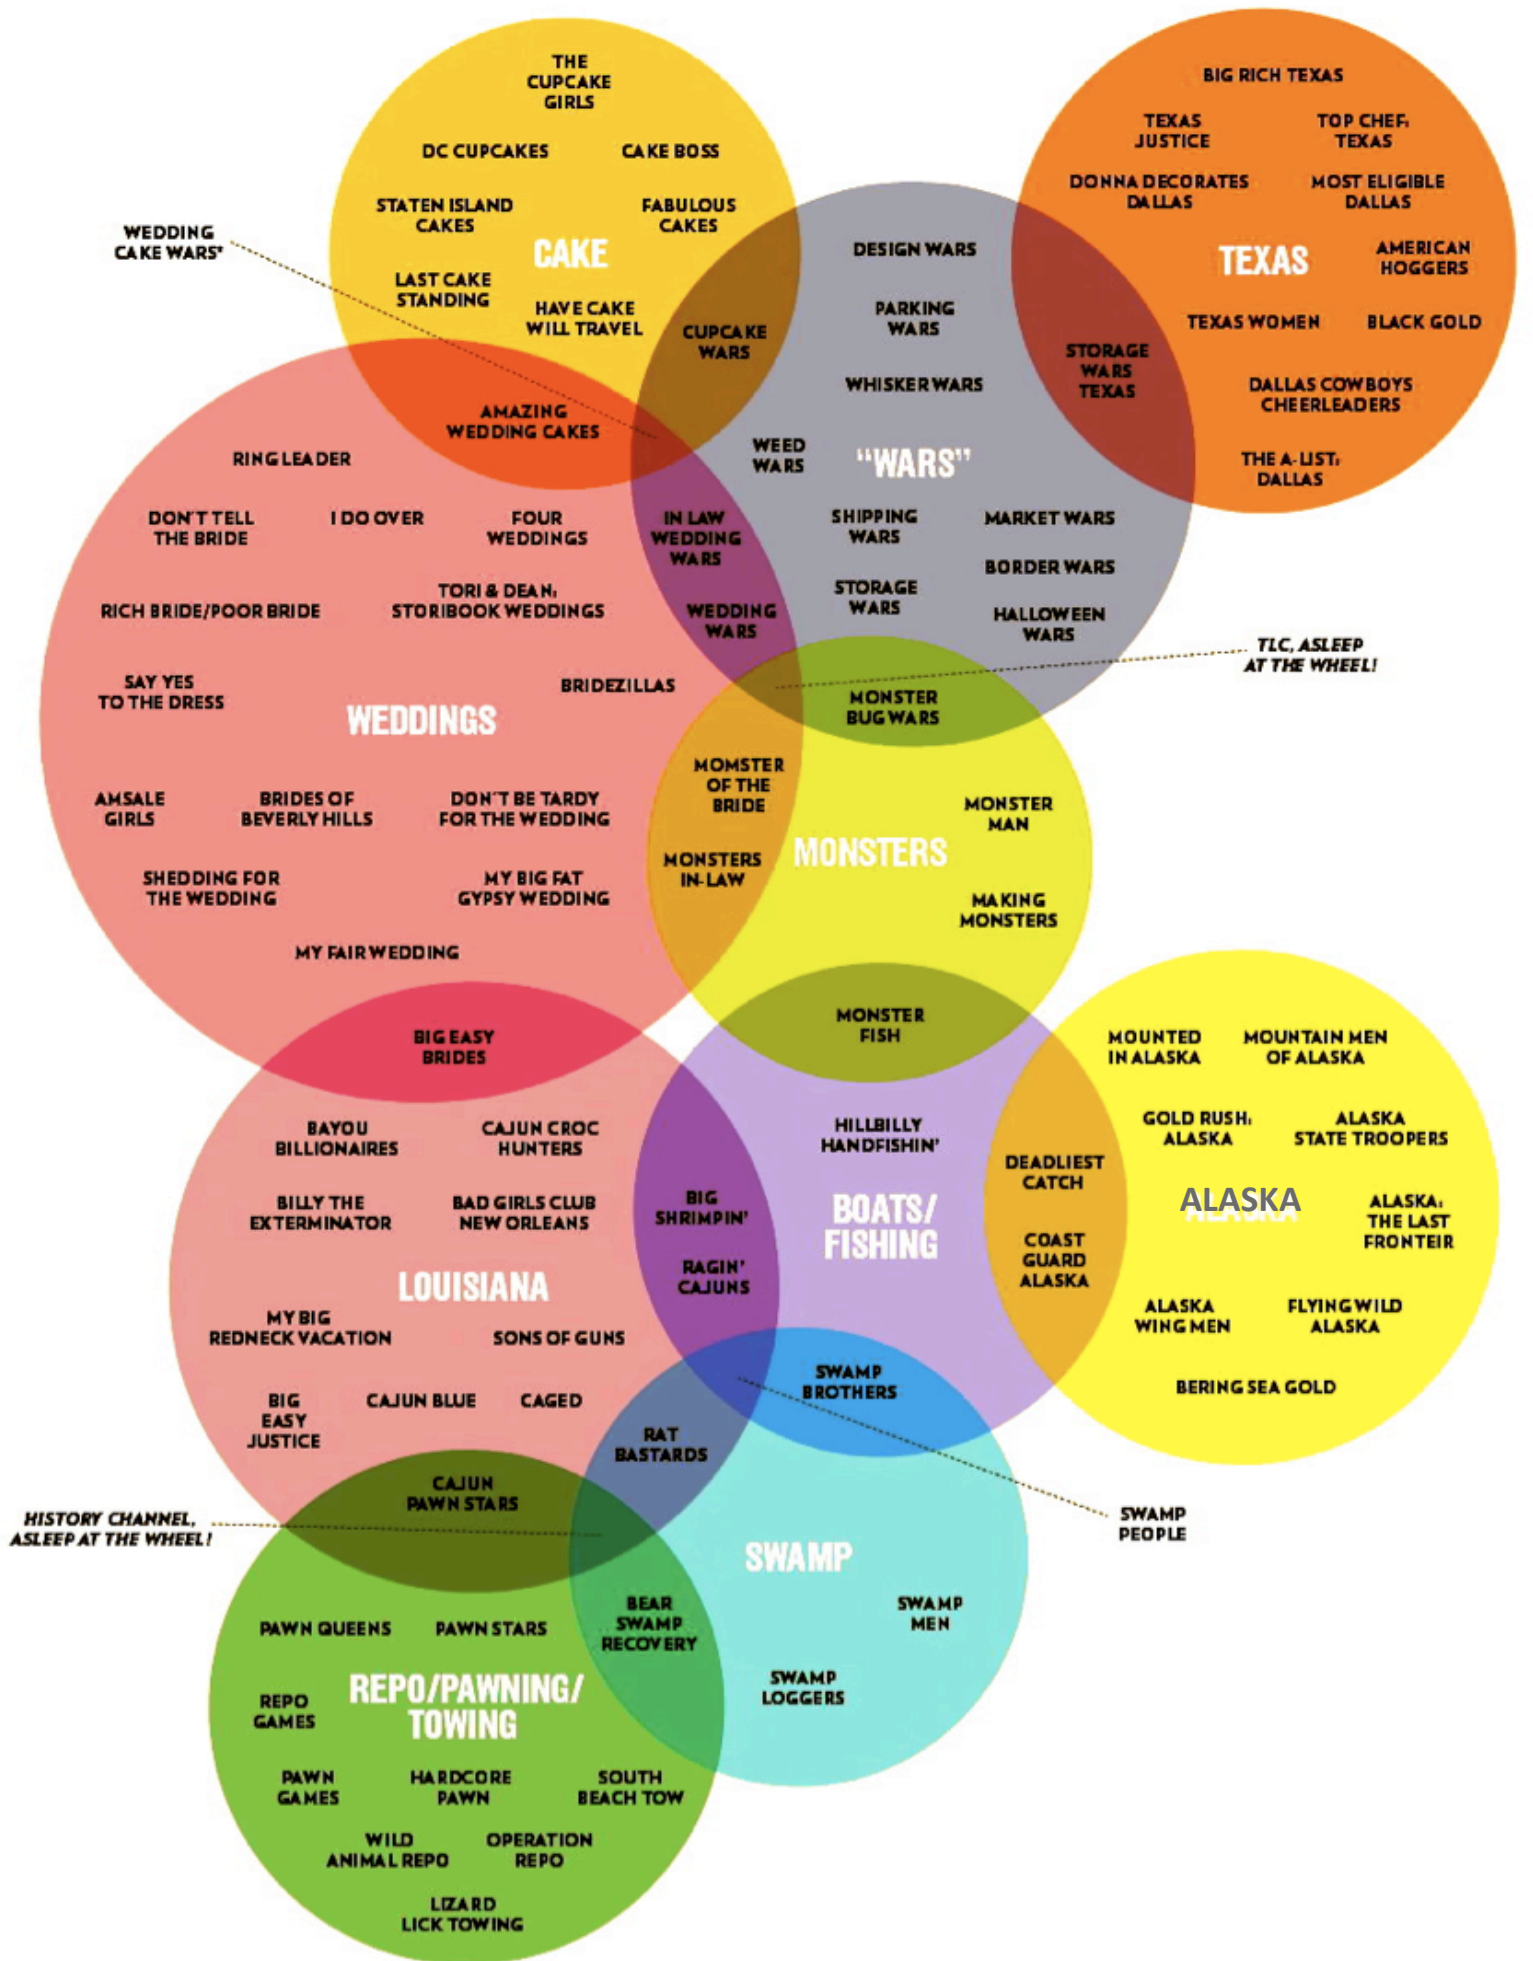 THE
CUPCAKE
GIRLS
DC CUPCAKES
CAKE BOSS
STATEN ISLAND
CAKES
FABULOUS
CAKES
CAKE
LAST CAKE
STANDING
HAVE CAKE
WILL TRAVEL
CUPCAKE
WARS
WEDDING
CAKE WARS*
AMAZING
WEDDING CAKES
BIG RICH TEXAS
TEXAS
JUSTICE
TOP CHEF:
TEXAS
DONNA DECORATES
DALLAS
MOST ELIGIBLE
DALLAS
TEXAS
AMERICAN
HOGGERS
TEXAS WOMEN
BLACK GOLD
STORAGE
WARS
TEXAS
DALLAS COWBOYS
CHEERLEADERS
THE A-LIST:
DALLAS
DESIGN WARS
PARKING
WARS
WHISKER WARS
WEED
WARS
"WARS"
SHIPPING
WARS
MARKET WARS
BORDER WARS
STORAGE
WARS
HALLOWEEN
WARS
IN LAW
WEDDING
WARS
WEDDING
WARS
TLC, ASLEEP
AT THE WHEEL!
MONSTER
BUG WARS
RINGLEADER
DON'T TELL
THE BRIDE
I DO OVER
FOUR
WEDDINGS
RICH BRIDE/POOR BRIDE
TORI & DEAN:
STORIBOOK WEDDINGS
SAY YES
TO THE DRESS
BRIDEZILLAS
WEDDINGS
AMSALE
GIRLS
BRIDES OF
BEVERLY HILLS
DON'T BE TARDY
FOR THE WEDDING
SHEDDING FOR
THE WEDDING
MY BIG FAT
GYPSY WEDDING
MY FAIR WEDDING
MOMSTER
OF THE
BRIDE
MONSTERS
IN-LAW
MONSTERS
MONSTER
MAN
MAKING
MONSTERS
MONSTER
FISH
BIG EASY
BRIDES
BAYOU
BILLIONAIRES
CAJUN CROC
HUNTERS
BILLY THE
EXTERMINATOR
BAD GIRLS CLUB
NEW ORLEANS
LOUISIANA
MY BIG
REDNECK VACATION
SONS OF GUNS
BIG
EASY
JUSTICE
CAJUN BLUE
CAGED
BIG
SHRIMPIN'
RAGIN'
CAJUNS
HILLBILLY
HANDFISHIN'
BOATS/
FISHING
DEADLIEST
CATCH
COAST
GUARD
ALASKA
MOUNTED
IN ALASKA
MOUNTAIN MEN
OF ALASKA
GOLD RUSH:
ALASKA
ALASKA
STATE TROOPERS
ALASKA
ALASKA
ALASKA:
THE LAST
FRONTEIR
ALASKA
WING MEN
FLYING WILD
ALASKA
BERING SEA GOLD
SWAMP
BROTHERS
RAT
BASTARDS
CAJUN
PAWN STARS
HISTORY CHANNEL,
ASLEEP AT THE WHEEL!
SWAMP
PEOPLE
SWAMP
BEAR
SWAMP
RECOVERY
SWAMP
MEN
SWAMP
LOGGERS
PAWN QUEENS
PAWN STARS
REPO/PAWNING/
TOWING
REPO
GAMES
PAWN
GAMES
HARDCORE
PAWN
SOUTH
BEACH TOW
WILD
ANIMAL REPO
OPERATION
REPO
LIZARD
LICK TOWING